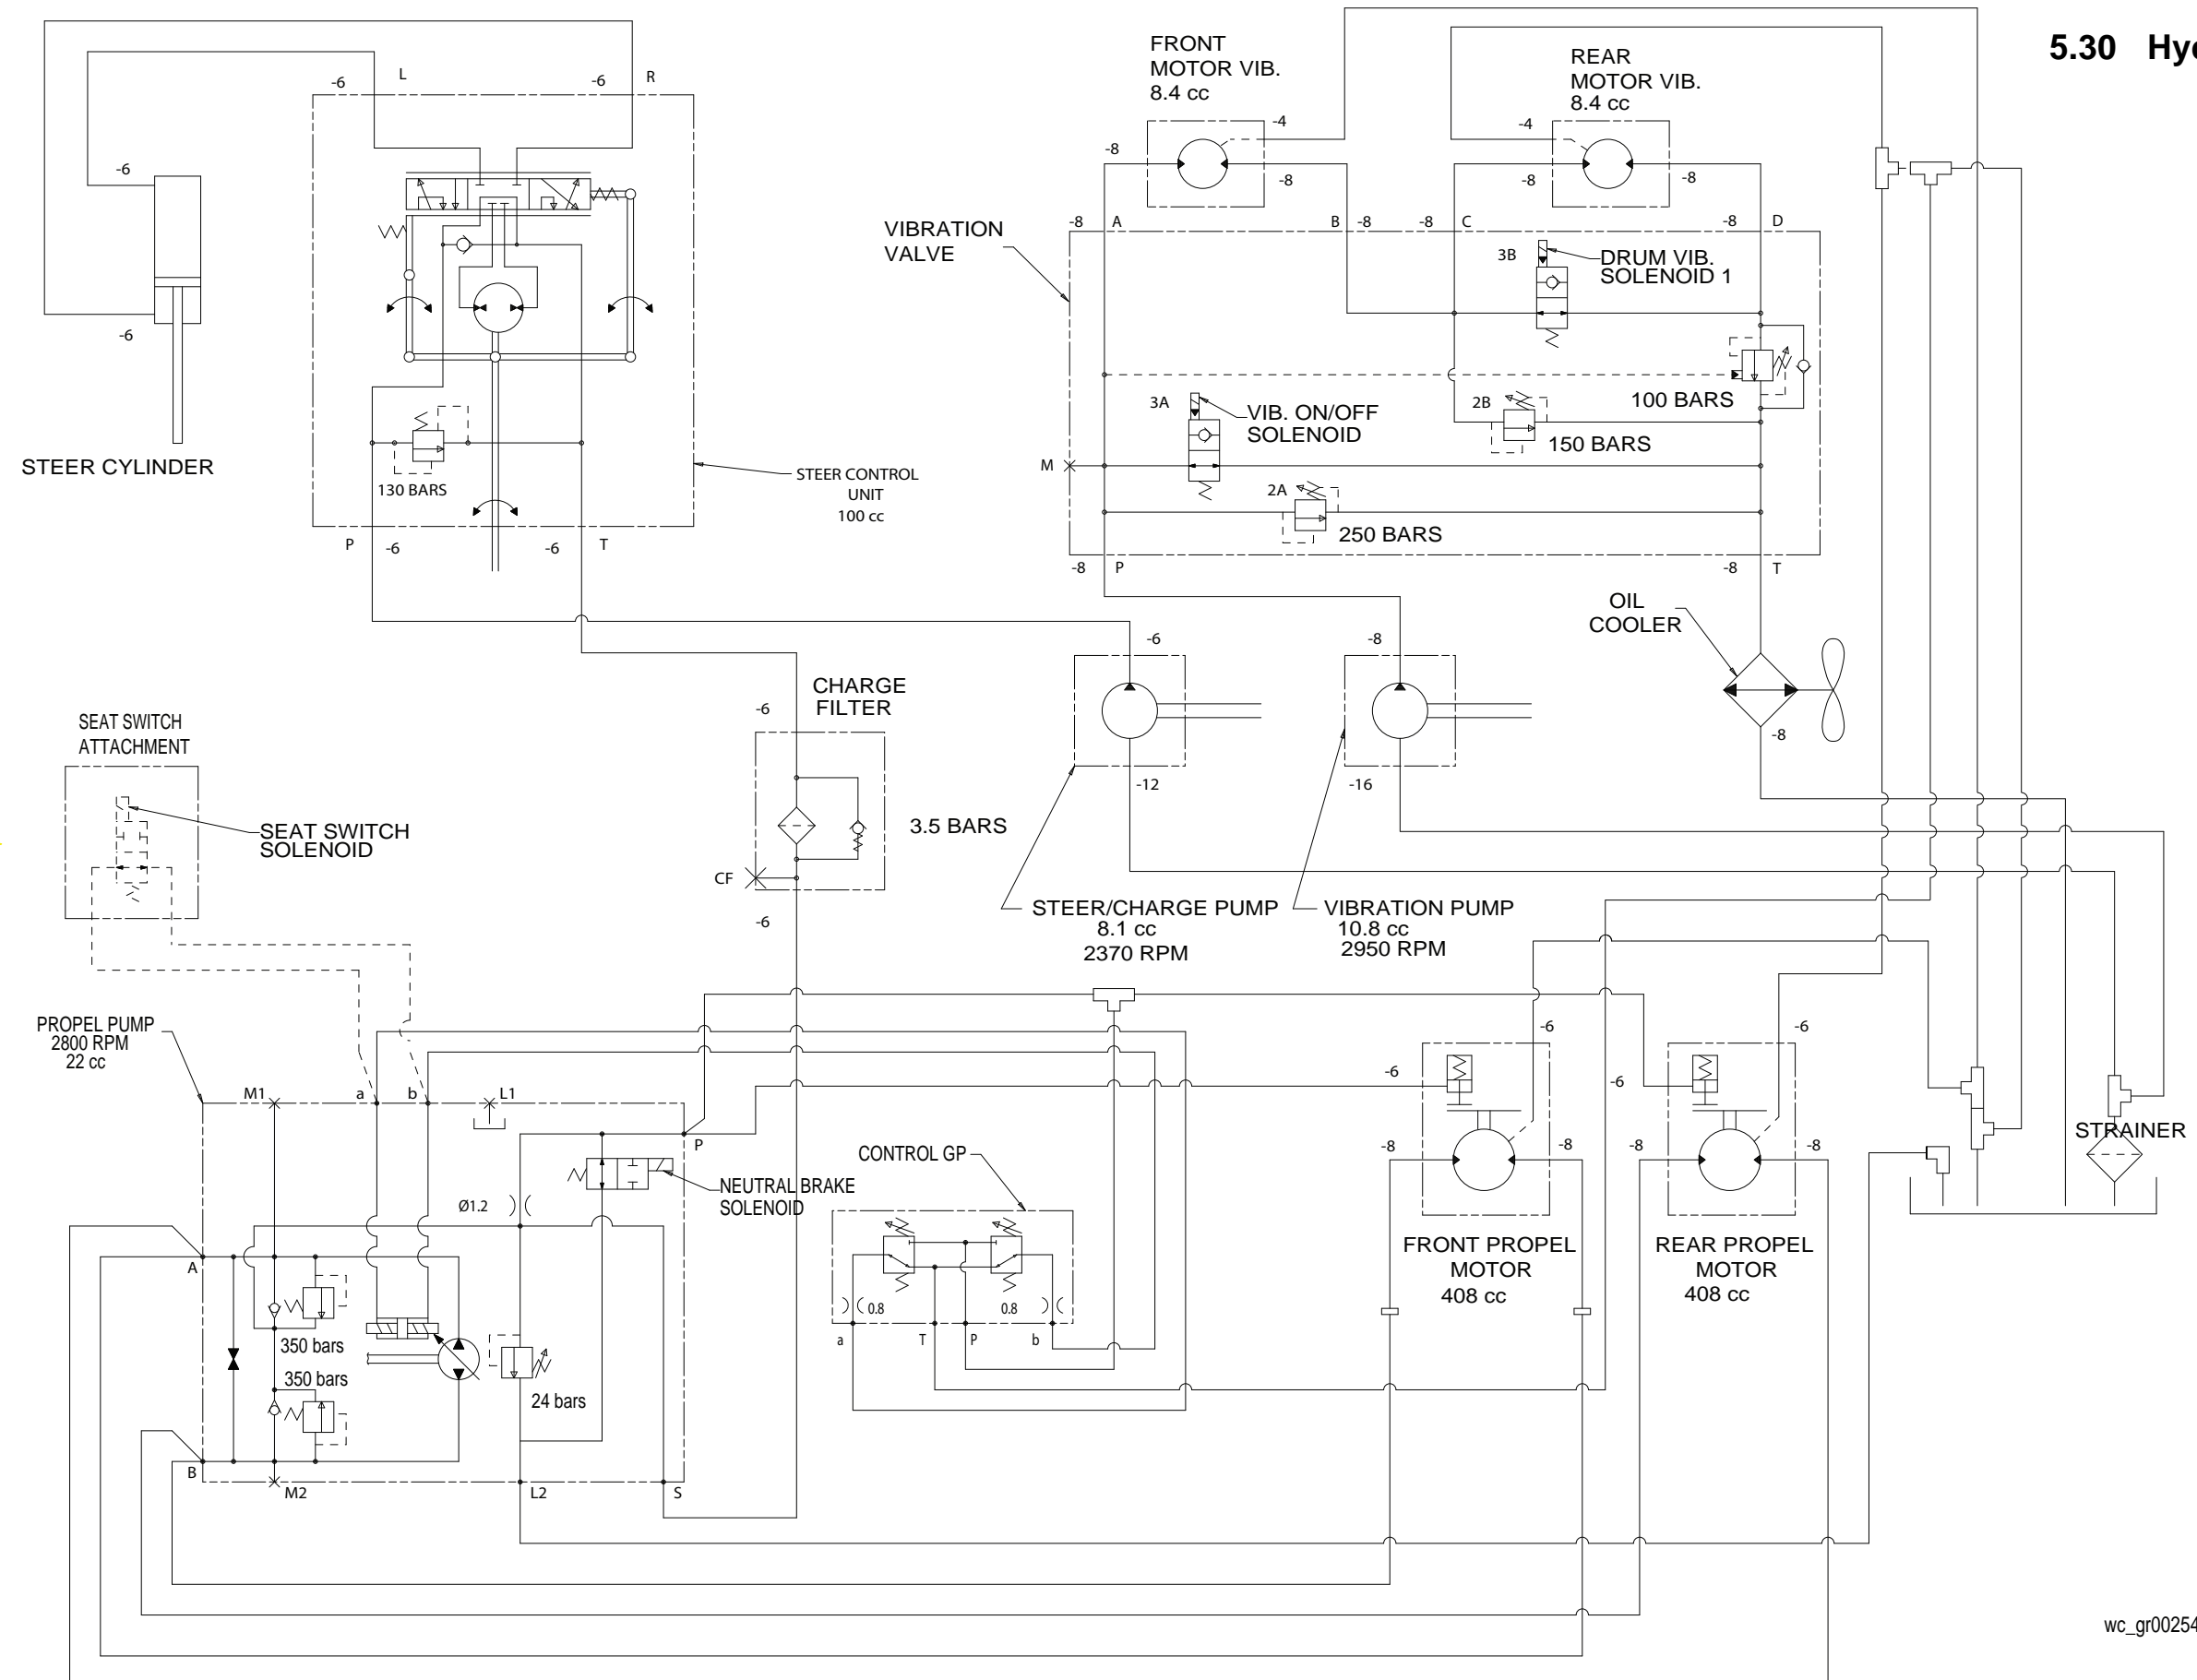 5.30 Hyd
FRONT
MOTOR VIB.
8.4 cc
REAR
MOTOR VIB.
8.4 cc
-6
L
-6
R
-4
-4
-8
-8
-8
-8
-6
-6
STEER CYLINDER
VIBRATION
VALVE
-8
A
B
-8
-8
C
-8
D
3B
DRUM VIB.
SOLENOID 1
100 BARS
3A
VIB. ON/OFF
SOLENOID
2B
150 BARS
M
2A
250 BARS
130 BARS
STEER CONTROL
UNIT
100 cc
P
-6
-6
T
-8
P
-8
T
OIL
COOLER
-6
-8
-8
CHARGE
FILTER
-6
3.5 BARS
CF
-6
-12
-16
SEAT SWITCH
ATTACHMENT
SEAT SWITCH
SOLENOID
STEER/CHARGE PUMP
8.1 cc
2370 RPM
VIBRATION PUMP
10.8 cc
2950 RPM
PROPEL PUMP
2800 RPM
22 cc
M1
a
b
L1
P
NEUTRAL BRAKE
SOLENOID
Ø1.2
A
350 bars
350 bars
24 bars
B
M2
L2
S
CONTROL GP
0.8
0.8
a
T
P
b
-6
-6
-6
-6
-8
-8
-8
-8
FRONT PROPEL
MOTOR
408 cc
REAR PROPEL
MOTOR
408 cc
STRAINER
wc_gr00254